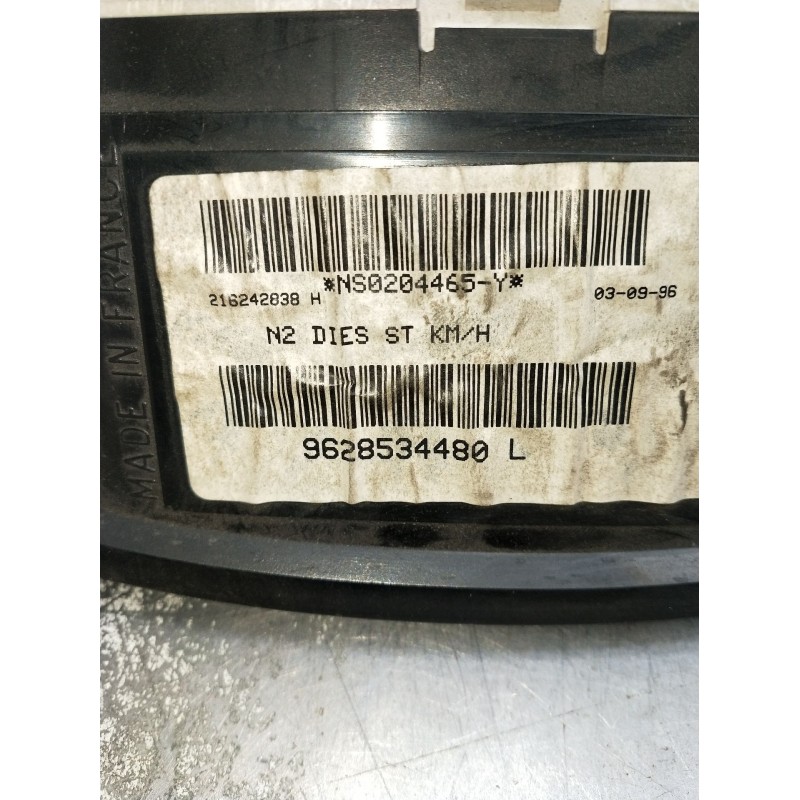 MADE IN FRANCE
*NS0204465-Y*
216242838 H
03-09-96
N2 DIES ST KM/H
9628534480 L